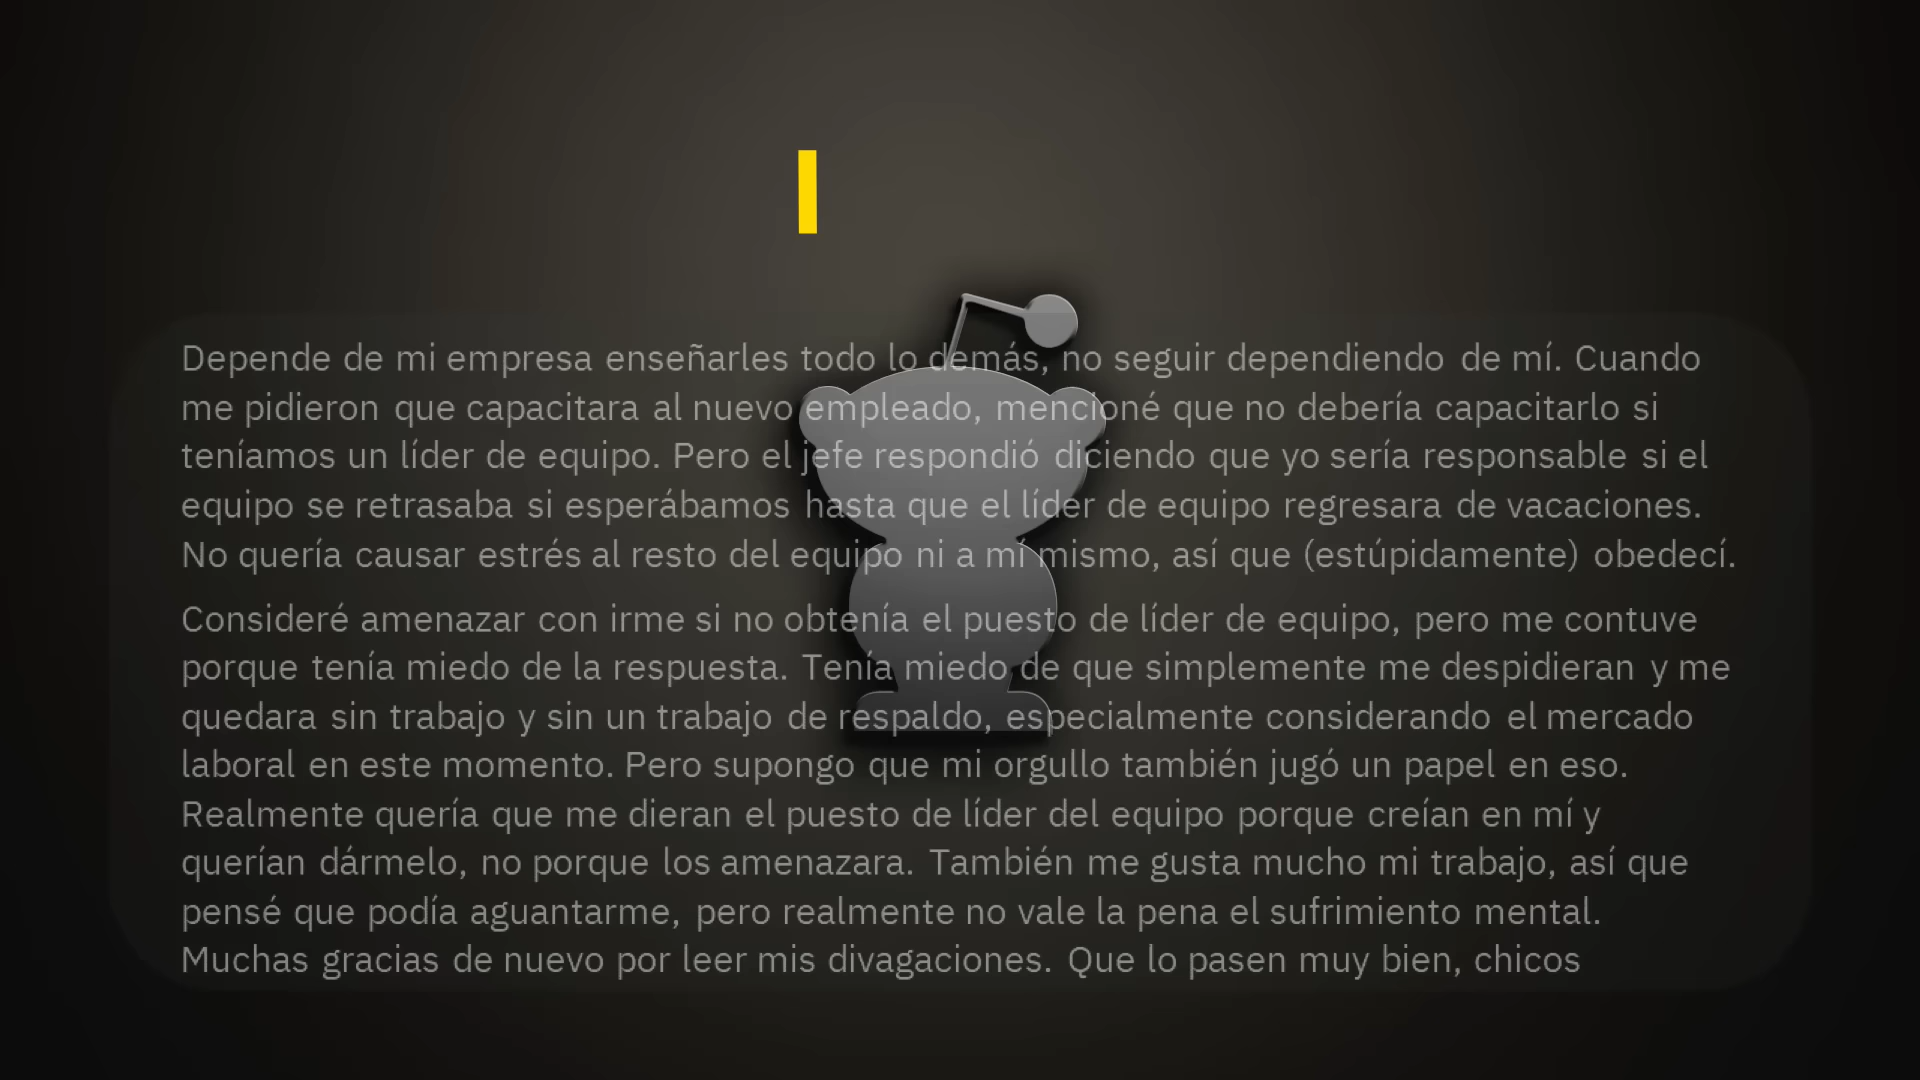 Depende de mi empresa enseñarles todo lo demás, no seguir dependiendo de mí. Cuando
me pidieron que capacitara al nuevo empleado, mencioné que no debería capacitarlo si
teníamos un líder de equipo. Pero el jefe respondió diciendo que yo sería responsable si el
equipo se retrasaba si esperábamos hasta que el líder de equipo regresara de vacaciones.
No quería causar estrés al resto del equipo ni a mí mismo, así que (estúpidamente) obedecí.
Consideré amenazar con irme si no obtenía el puesto de líder de equipo, pero me contuve
porque tenía miedo de la respuesta. Tenía miedo de que simplemente me despidieran y me
quedara sin trabajo y sin un trabajo de respaldo, especialmente considerando el mercado
laboral en este momento. Pero supongo que mi orgullo también jugó un papel en eso.
Realmente quería que me dieran el puesto de líder del equipo porque creían en mí y
querían dármelo, no porque los amenazara. También me gusta mucho mi trabajo, así que
pensé que podía aguantarme, pero realmente no vale la pena el sufrimiento mental.
Muchas gracias de nuevo por leer mis divagaciones. Que lo pasen muy bien, chicos